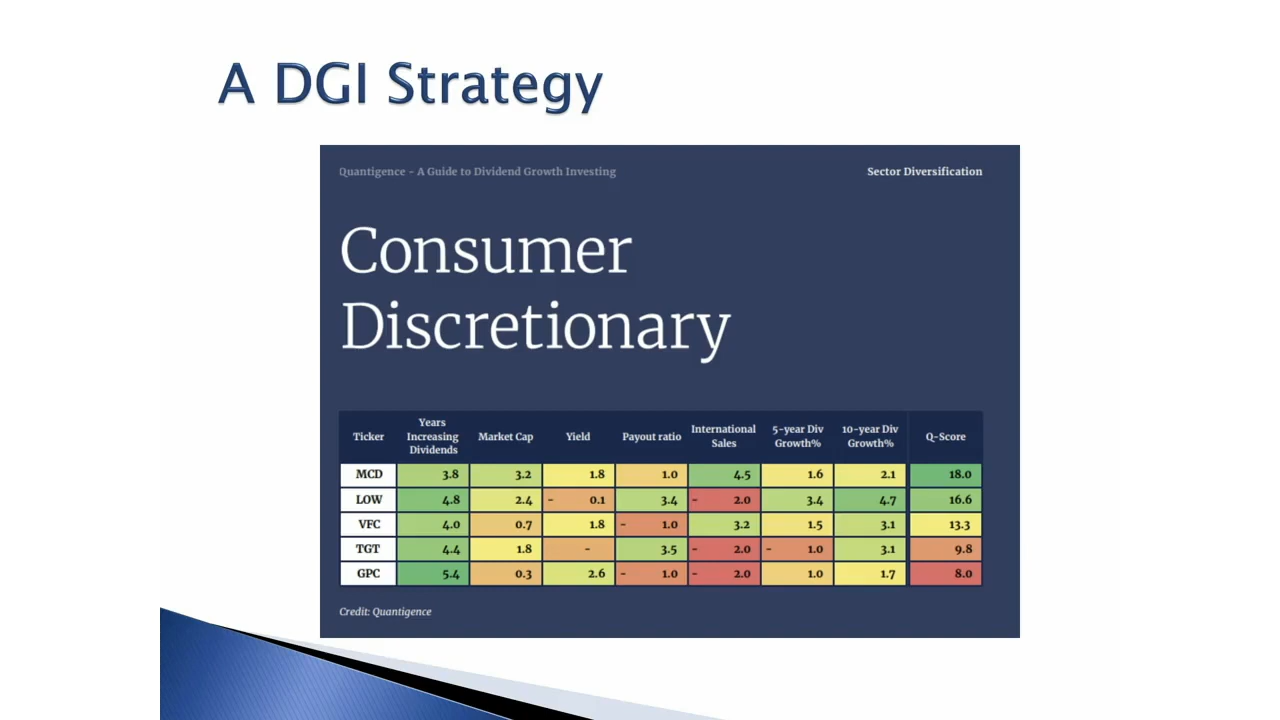 A DGI Strategy
Quantigence - A Guide to Dividend Growth Investing
Sector Diversification
Consumer
Discretionary
Ticker Years Increasing Dividends Market Cap Yield Payout ratio International Sales 5-year Div Growth% 10-year Div Growth% Q-Score
MCD 3.8 3.2 1.8 1.0 4.5 1.6 2.1 18.0
LOW 4.8 2.4 - 0.1 3.4 - 2.0 3.4 4.7 16.6
VFC 4.0 0.7 1.8 - 1.0 3.2 1.5 3.1 13.3
TGT 4.4 1.8 - 3.5 - 2.0 - 1.0 3.1 9.8
GPC 5.4 0.3 2.6 - 1.0 - 2.0 1.0 1.7 8.0
Credit: Quantigence